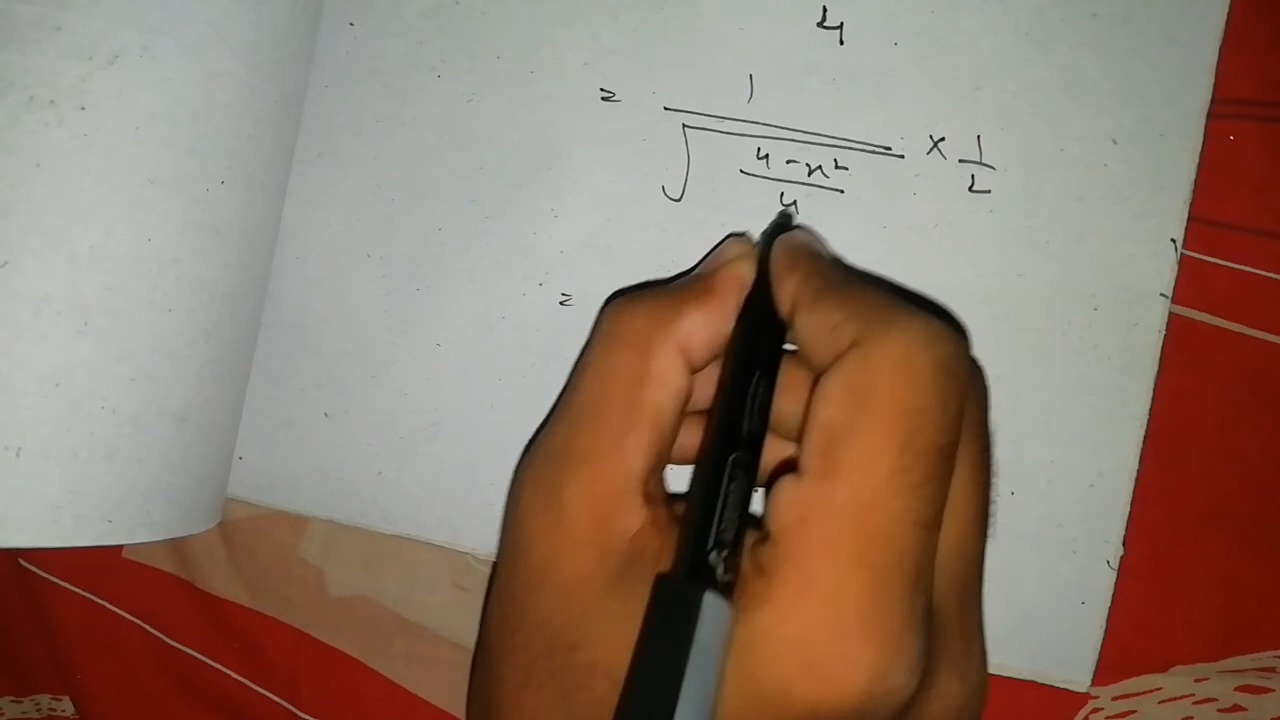 4
= 1 / √((4 - x²) / 4) × 1/2
=